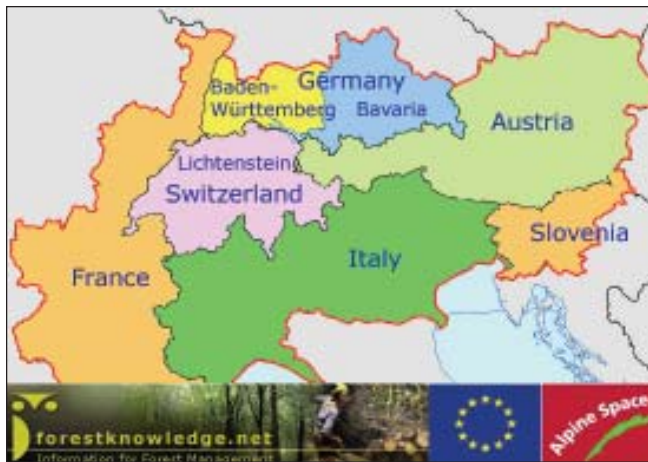 Germany
Baden-
Württemberg
Bavaria
Austria
Lichtenstein
Switzerland
Slovenia
Italy
France
forestknowledge.net
Information for Forest Management
Alpine Space